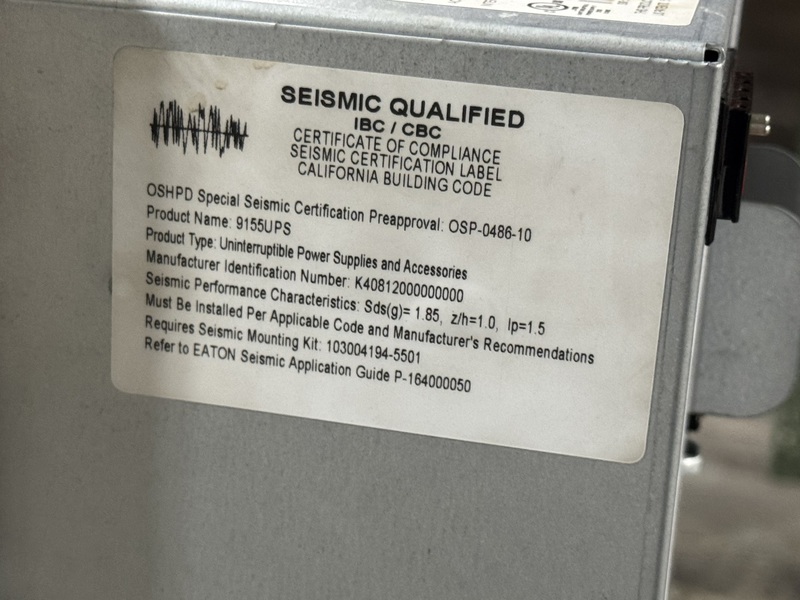 SEISMIC QUALIFIED
IBC / CBC
CERTIFICATE OF COMPLIANCE
SEISMIC CERTIFICATION LABEL
CALIFORNIA BUILDING CODE
OSHPD Special Seismic Certification Preapproval: OSP-0486-10
Product Name: 9155UPS
Product Type: Uninterruptible Power Supplies and Accessories
Manufacturer Identification Number: K40812000000000
Seismic Performance Characteristics: Sds(g)= 1.85, z/h=1.0, Ip=1.5
Must Be Installed Per Applicable Code and Manufacturer's Recommendations
Requires Seismic Mounting Kit: 103004194-5501
Refer to EATON Seismic Application Guide P-164000050